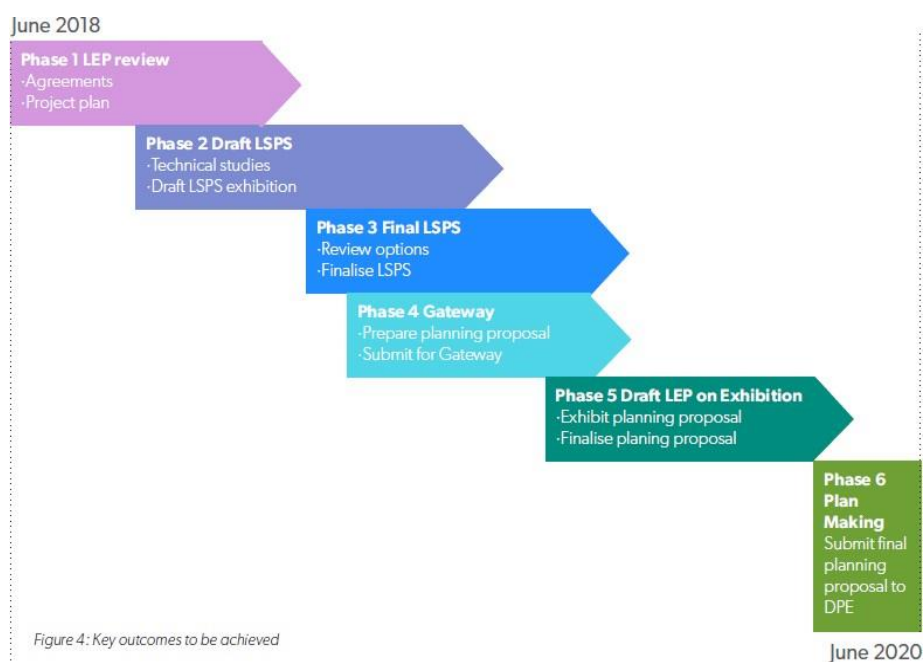 June 2018
Phase 1 LEP review
·Agreements
·Project plan
Phase 2 Draft LSPS
·Technical studies
·Draft LSPS exhibition
Phase 3 Final LSPS
·Review options
·Finalise LSPS
Phase 4 Gateway
·Prepare planning proposal
·Submit for Gateway
Phase 5 Draft LEP on Exhibition
·Exhibit planning proposal
·Finalise planing proposal
Phase 6
Plan
Making
Submit final
planning
proposal to
DPE
Figure 4: Key outcomes to be achieved
June 2020